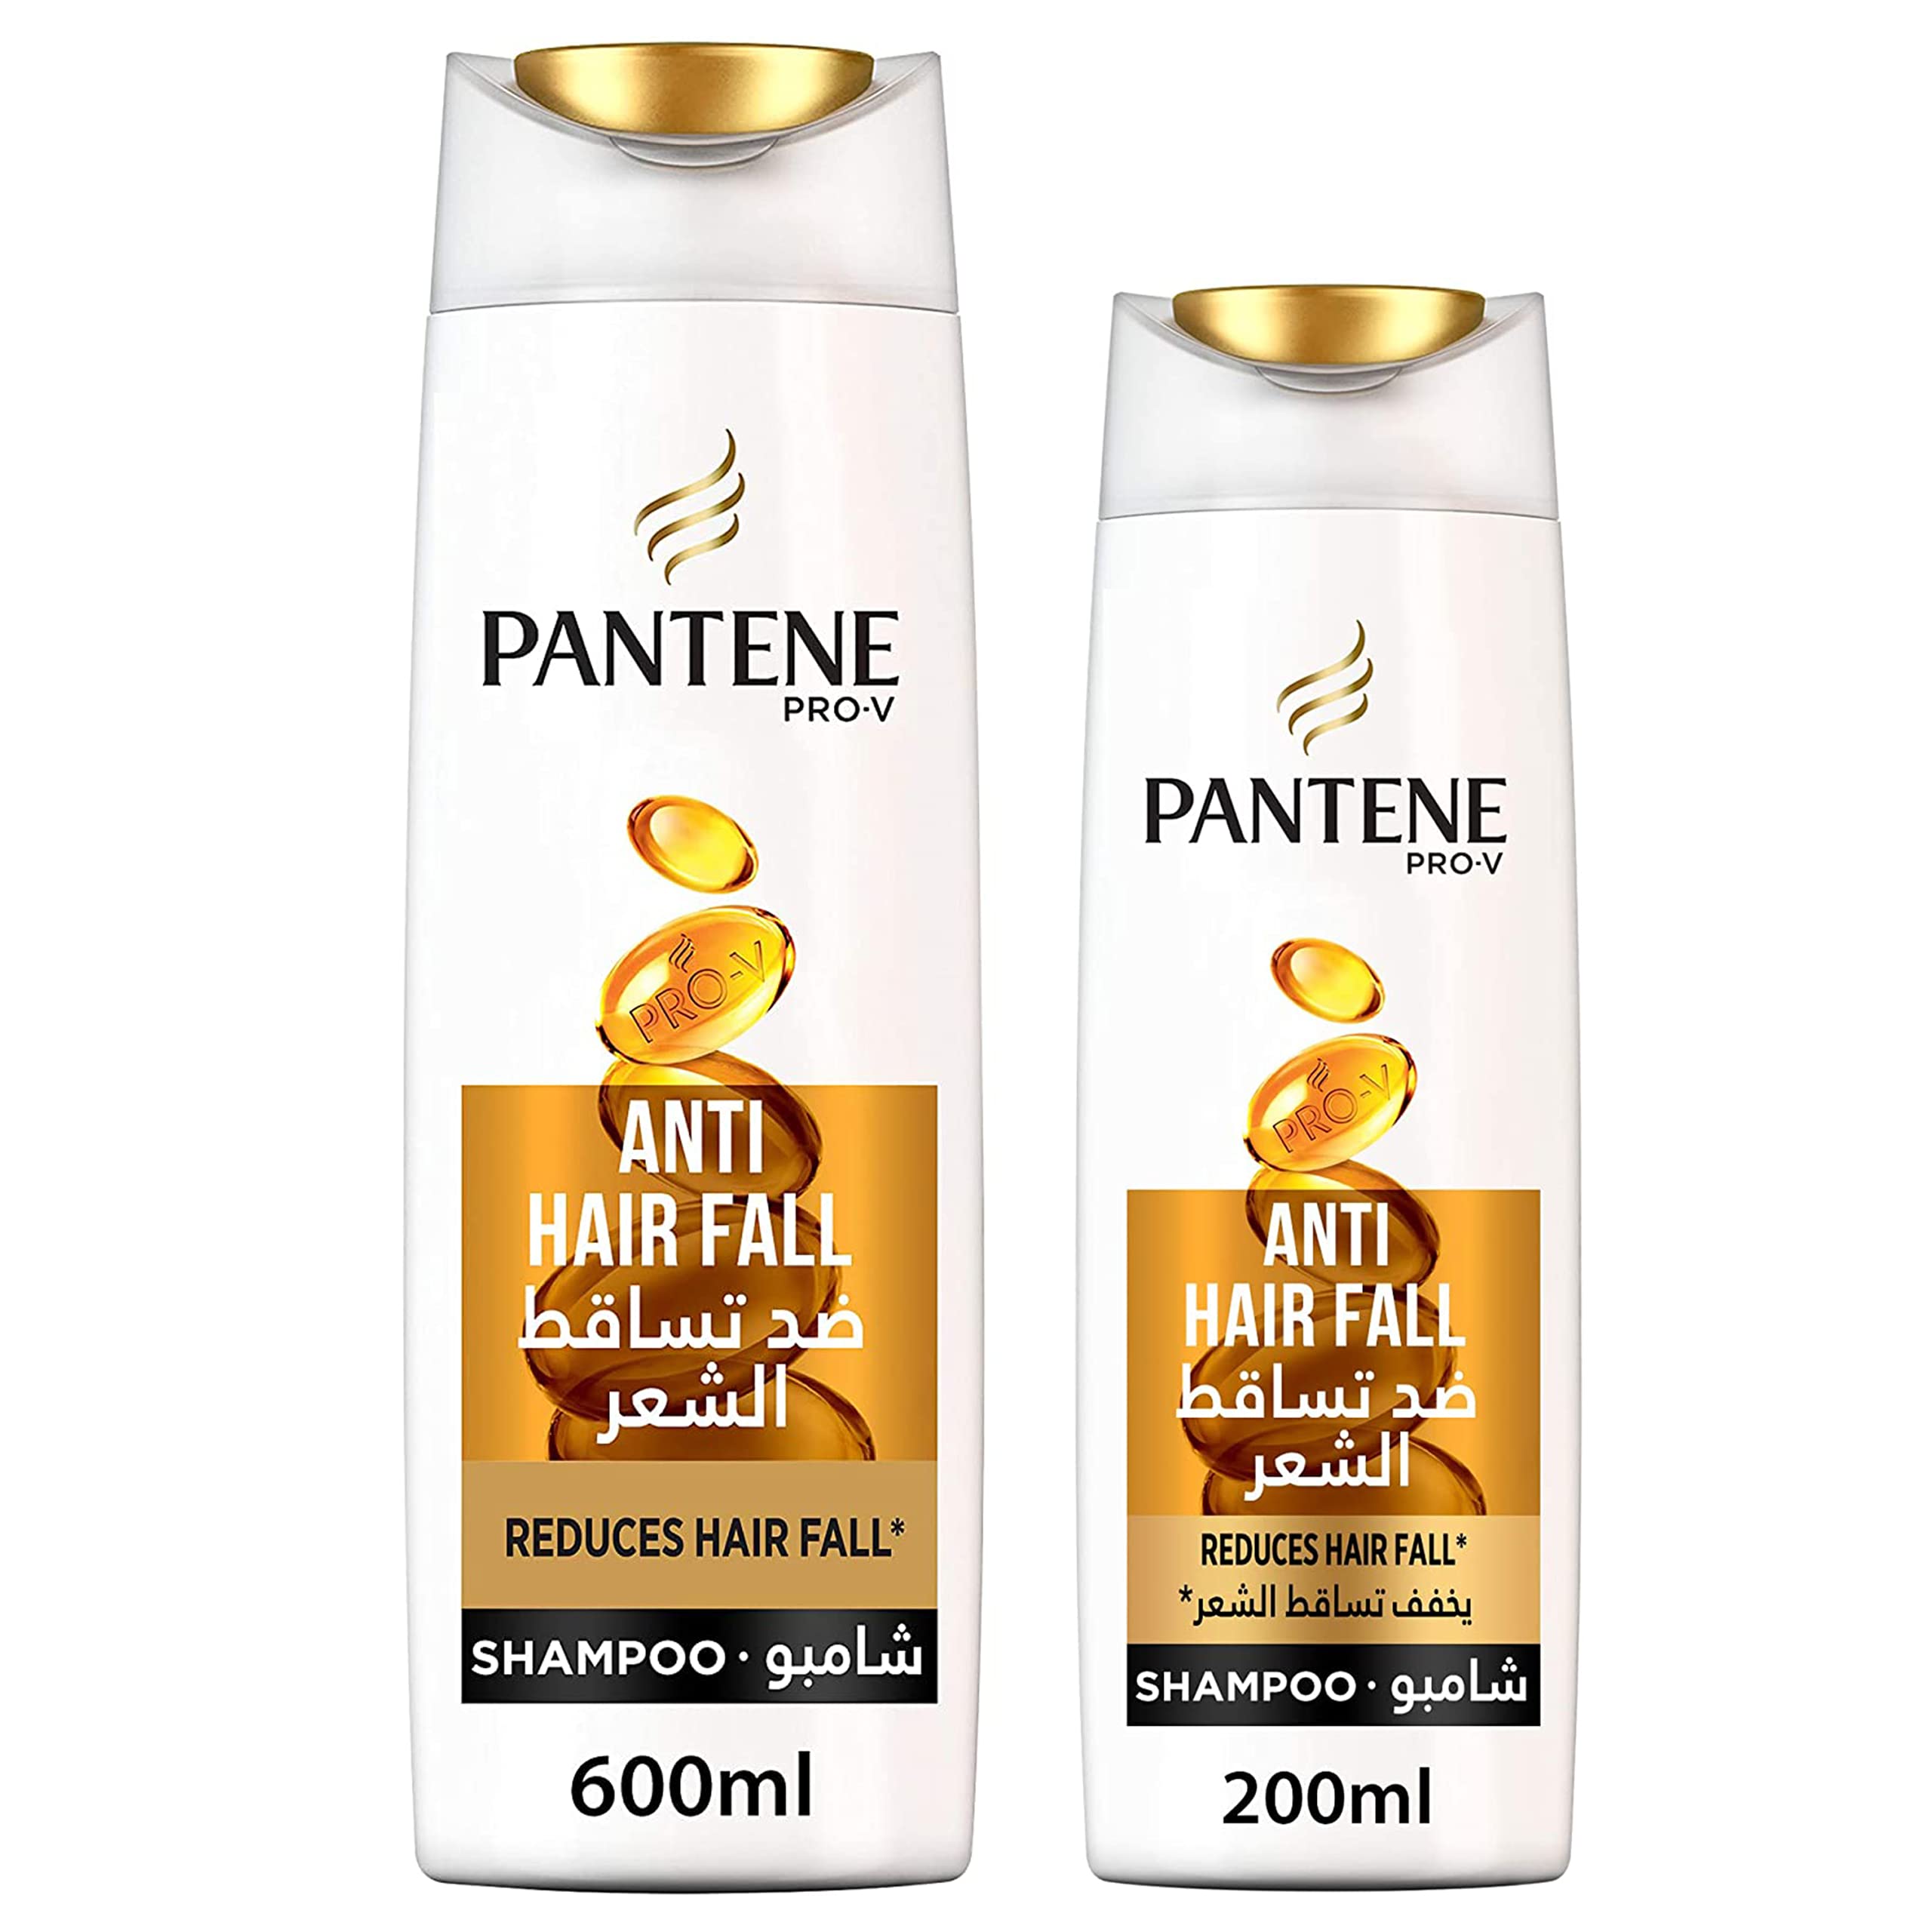 PANTENE
PRO-V
PRO-V
ANTI
HAIR FALL
ضد تساقط
الشعر
REDUCES HAIR FALL*
SHAMPOO · شامبو
600ml
PANTENE
PRO-V
PRO-V
ANTI
HAIR FALL
ضد تساقط
الشعر
REDUCES HAIR FALL*
يخفف تساقط الشعر*
SHAMPOO · شامبو
200ml